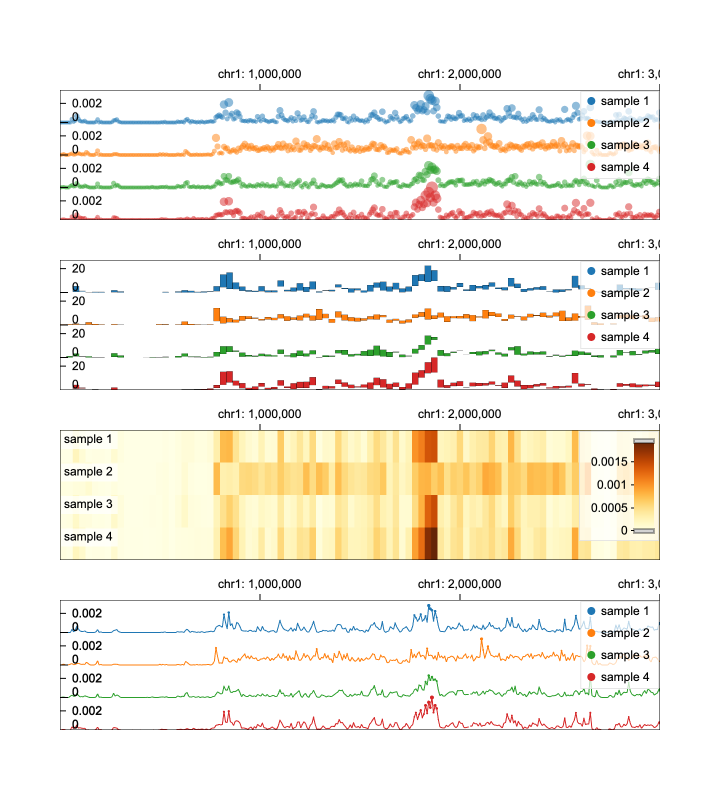 chr1: 1,000,000 chr1: 2,000,000 chr1: 3,0
0.002 sample 1
0
0.002 sample 2
0
0.002 sample 3
0
0.002 sample 4
0
chr1: 1,000,000 chr1: 2,000,000 chr1: 3,0
20 sample 1
0
20 sample 2
0
20 sample 3
0
20 sample 4
0
chr1: 1,000,000 chr1: 2,000,000 chr1: 3,0
sample 1
0.0015
sample 2
0.001
sample 3
0.0005
0
sample 4
chr1: 1,000,000 chr1: 2,000,000 chr1: 3,0
0.002 sample 1
0
0.002 sample 2
0
0.002 sample 3
0
0.002 sample 4
0